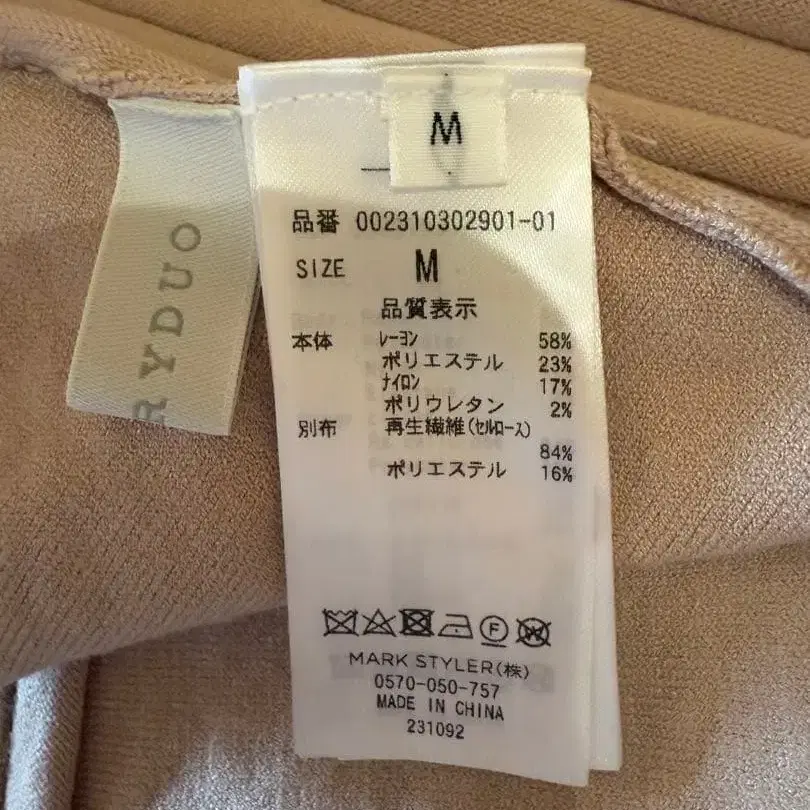 RYDUO
M
品番 002310302901-01
SIZE M
品質表示
本体 ﾚｰﾖﾝ 58%
ポリエステル 23%
ﾅｲﾛﾝ 17%
ポリウレタン 2%
別布 再生繊維(ｾﾙﾛｰｽ)
84%
ポリエステル 16%
F W
MARK STYLER(株)
0570-050-757
MADE IN CHINA
231092